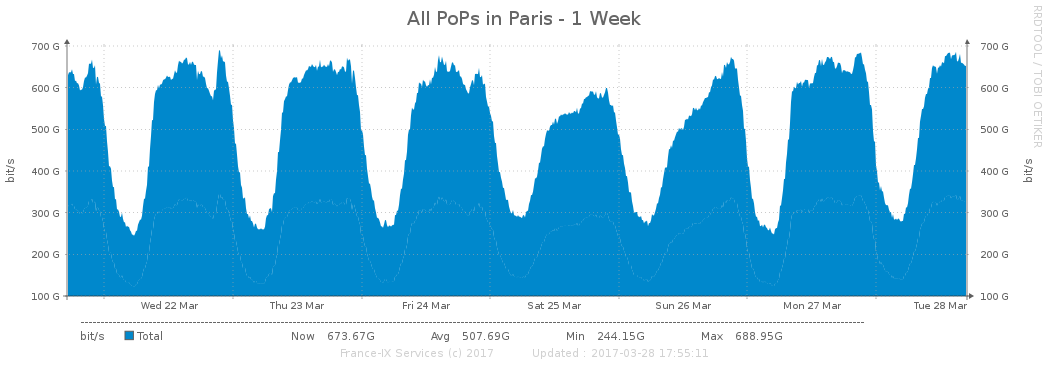 All PoPs in Paris - 1 Week
RRDTOOL / TOBI OETIKER
bit/s
700 G
600 G
500 G
400 G
300 G
200 G
100 G
700 G
600 G
500 G
400 G
300 G
200 G
100 G
bit/s
Wed 22 Mar Thu 23 Mar Fri 24 Mar Sat 25 Mar Sun 26 Mar Mon 27 Mar Tue 28 Mar
bit/s Total Now 673.67G Avg 507.69G Min 244.15G Max 688.95G
France-IX Services (c) 2017 Updated : 2017-03-28 17:55:11